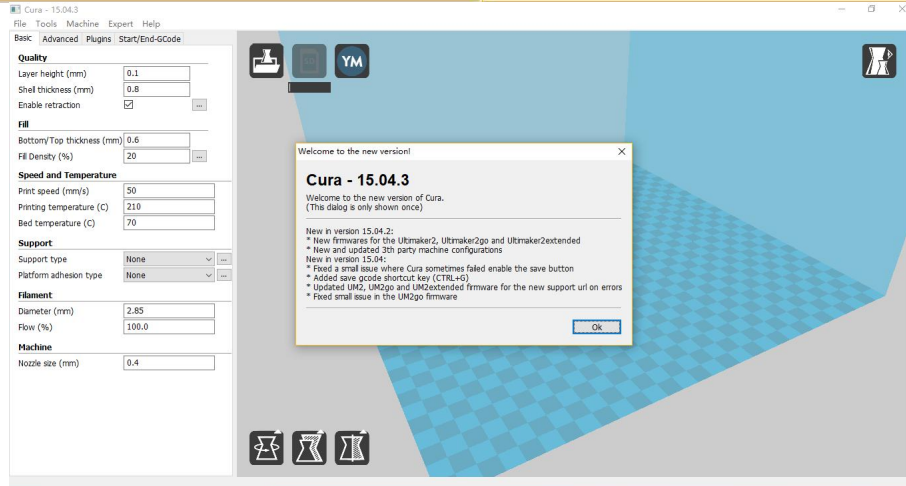 Cura - 15.04.3
File Tools Machine Expert Help
Basic Advanced Plugins Start/End-GCode
Quality
Layer height (mm) 0.1
Shell thickness (mm) 0.8
Enable retraction ...
Fill
Bottom/Top thickness (mm) 0.6
Fill Density (%) 20 ...
Speed and Temperature
Print speed (mm/s) 50
Printing temperature (C) 210
Bed temperature (C) 70
Support
Support type None ...
Platform adhesion type None ...
Filament
Diameter (mm) 2.85
Flow (%) 100.0
Machine
Nozzle size (mm) 0.4
YM
Welcome to the new version!
Cura - 15.04.3
Welcome to the new version of Cura.
(This dialog is only shown once)
New in version 15.04.2:
* New firmwares for the Ultimaker2, Ultimaker2go and Ultimaker2extended
* New and updated 3th party machine configurations
New in version 15.04:
* Fixed a small issue where Cura sometimes failed enable the save button
* Added save gcode shortcut key (CTRL+G)
* Updated UM2, UM2go and UM2extended firmware for the new support url on errors
* Fixed small issue in the UM2go firmware
Ok